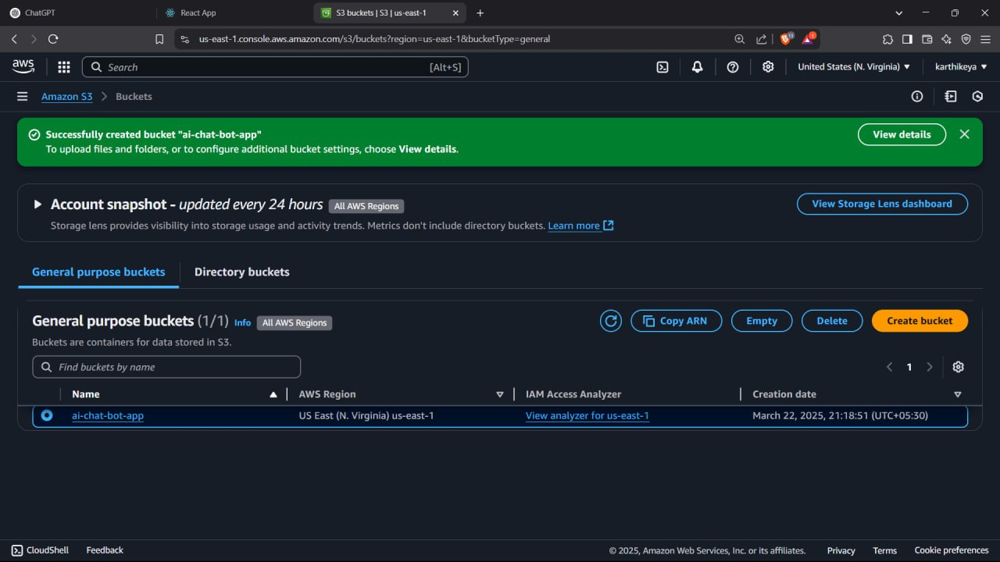 ChatGPT
React App
S3 buckets | S3 | us-east-1
us-east-1.console.aws.amazon.com/s3/buckets?region=us-east-1&bucketType=general
13
1
aws
Search
[Alt+S]
United States (N. Virginia)
karthikeya
Amazon S3
Buckets
Successfully created bucket "ai-chat-bot-app"
To upload files and folders, or to configure additional bucket settings, choose View details.
View details
Account snapshot - updated every 24 hours
All AWS Regions
View Storage Lens dashboard
Storage lens provides visibility into storage usage and activity trends. Metrics don't include directory buckets. Learn more
General purpose buckets
Directory buckets
General purpose buckets (1/1)
Info
All AWS Regions
Copy ARN
Empty
Delete
Create bucket
Buckets are containers for data stored in S3.
Find buckets by name
1
Name
AWS Region
IAM Access Analyzer
Creation date
ai-chat-bot-app
US East (N. Virginia) us-east-1
View analyzer for us-east-1
March 22, 2025, 21:18:51 (UTC+05:30)
CloudShell
Feedback
© 2025, Amazon Web Services, Inc. or its affiliates.
Privacy
Terms
Cookie preferences